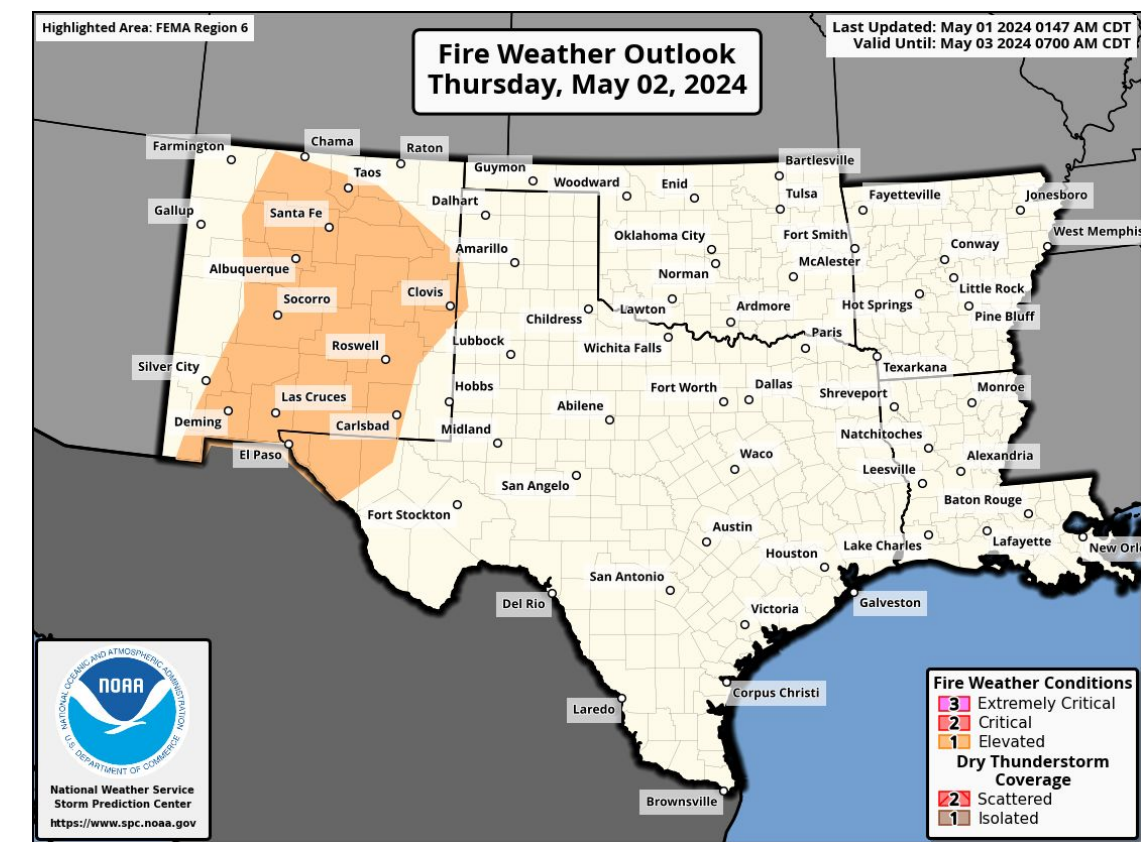 Highlighted Area: FEMA Region 6
Fire Weather Outlook
Thursday, May 02, 2024
Last Updated: May 01 2024 0147 AM CDT
Valid Until: May 03 2024 0700 AM CDT
Farmington
Chama
Raton
Taos
Guymon
Woodward
Enid
Bartlesville
Tulsa
Fayetteville
Jonesboro
Gallup
Santa Fe
Dalhart
Oklahoma City
Fort Smith
Conway
West Memphis
Albuquerque
Amarillo
Norman
McAlester
Little Rock
Socorro
Clovis
Childress
Lawton
Ardmore
Hot Springs
Pine Bluff
Roswell
Lubbock
Wichita Falls
Paris
Texarkana
Silver City
Hobbs
Fort Worth
Dallas
Shreveport
Monroe
Deming
Las Cruces
Carlsbad
Midland
Abilene
Natchitoches
El Paso
San Angelo
Waco
Leesville
Alexandria
Fort Stockton
Austin
Baton Rouge
Houston
Lake Charles
Lafayette
New Orl
San Antonio
Del Rio
Victoria
Galveston
Laredo
Corpus Christi
Brownsville
NATIONAL OCEANIC AND ATMOSPHERIC ADMINISTRATION
NOAA
U.S. DEPARTMENT OF COMMERCE
National Weather Service
Storm Prediction Center
https://www.spc.noaa.gov
Fire Weather Conditions
3 Extremely Critical
2 Critical
1 Elevated
Dry Thunderstorm
Coverage
2 Scattered
1 Isolated